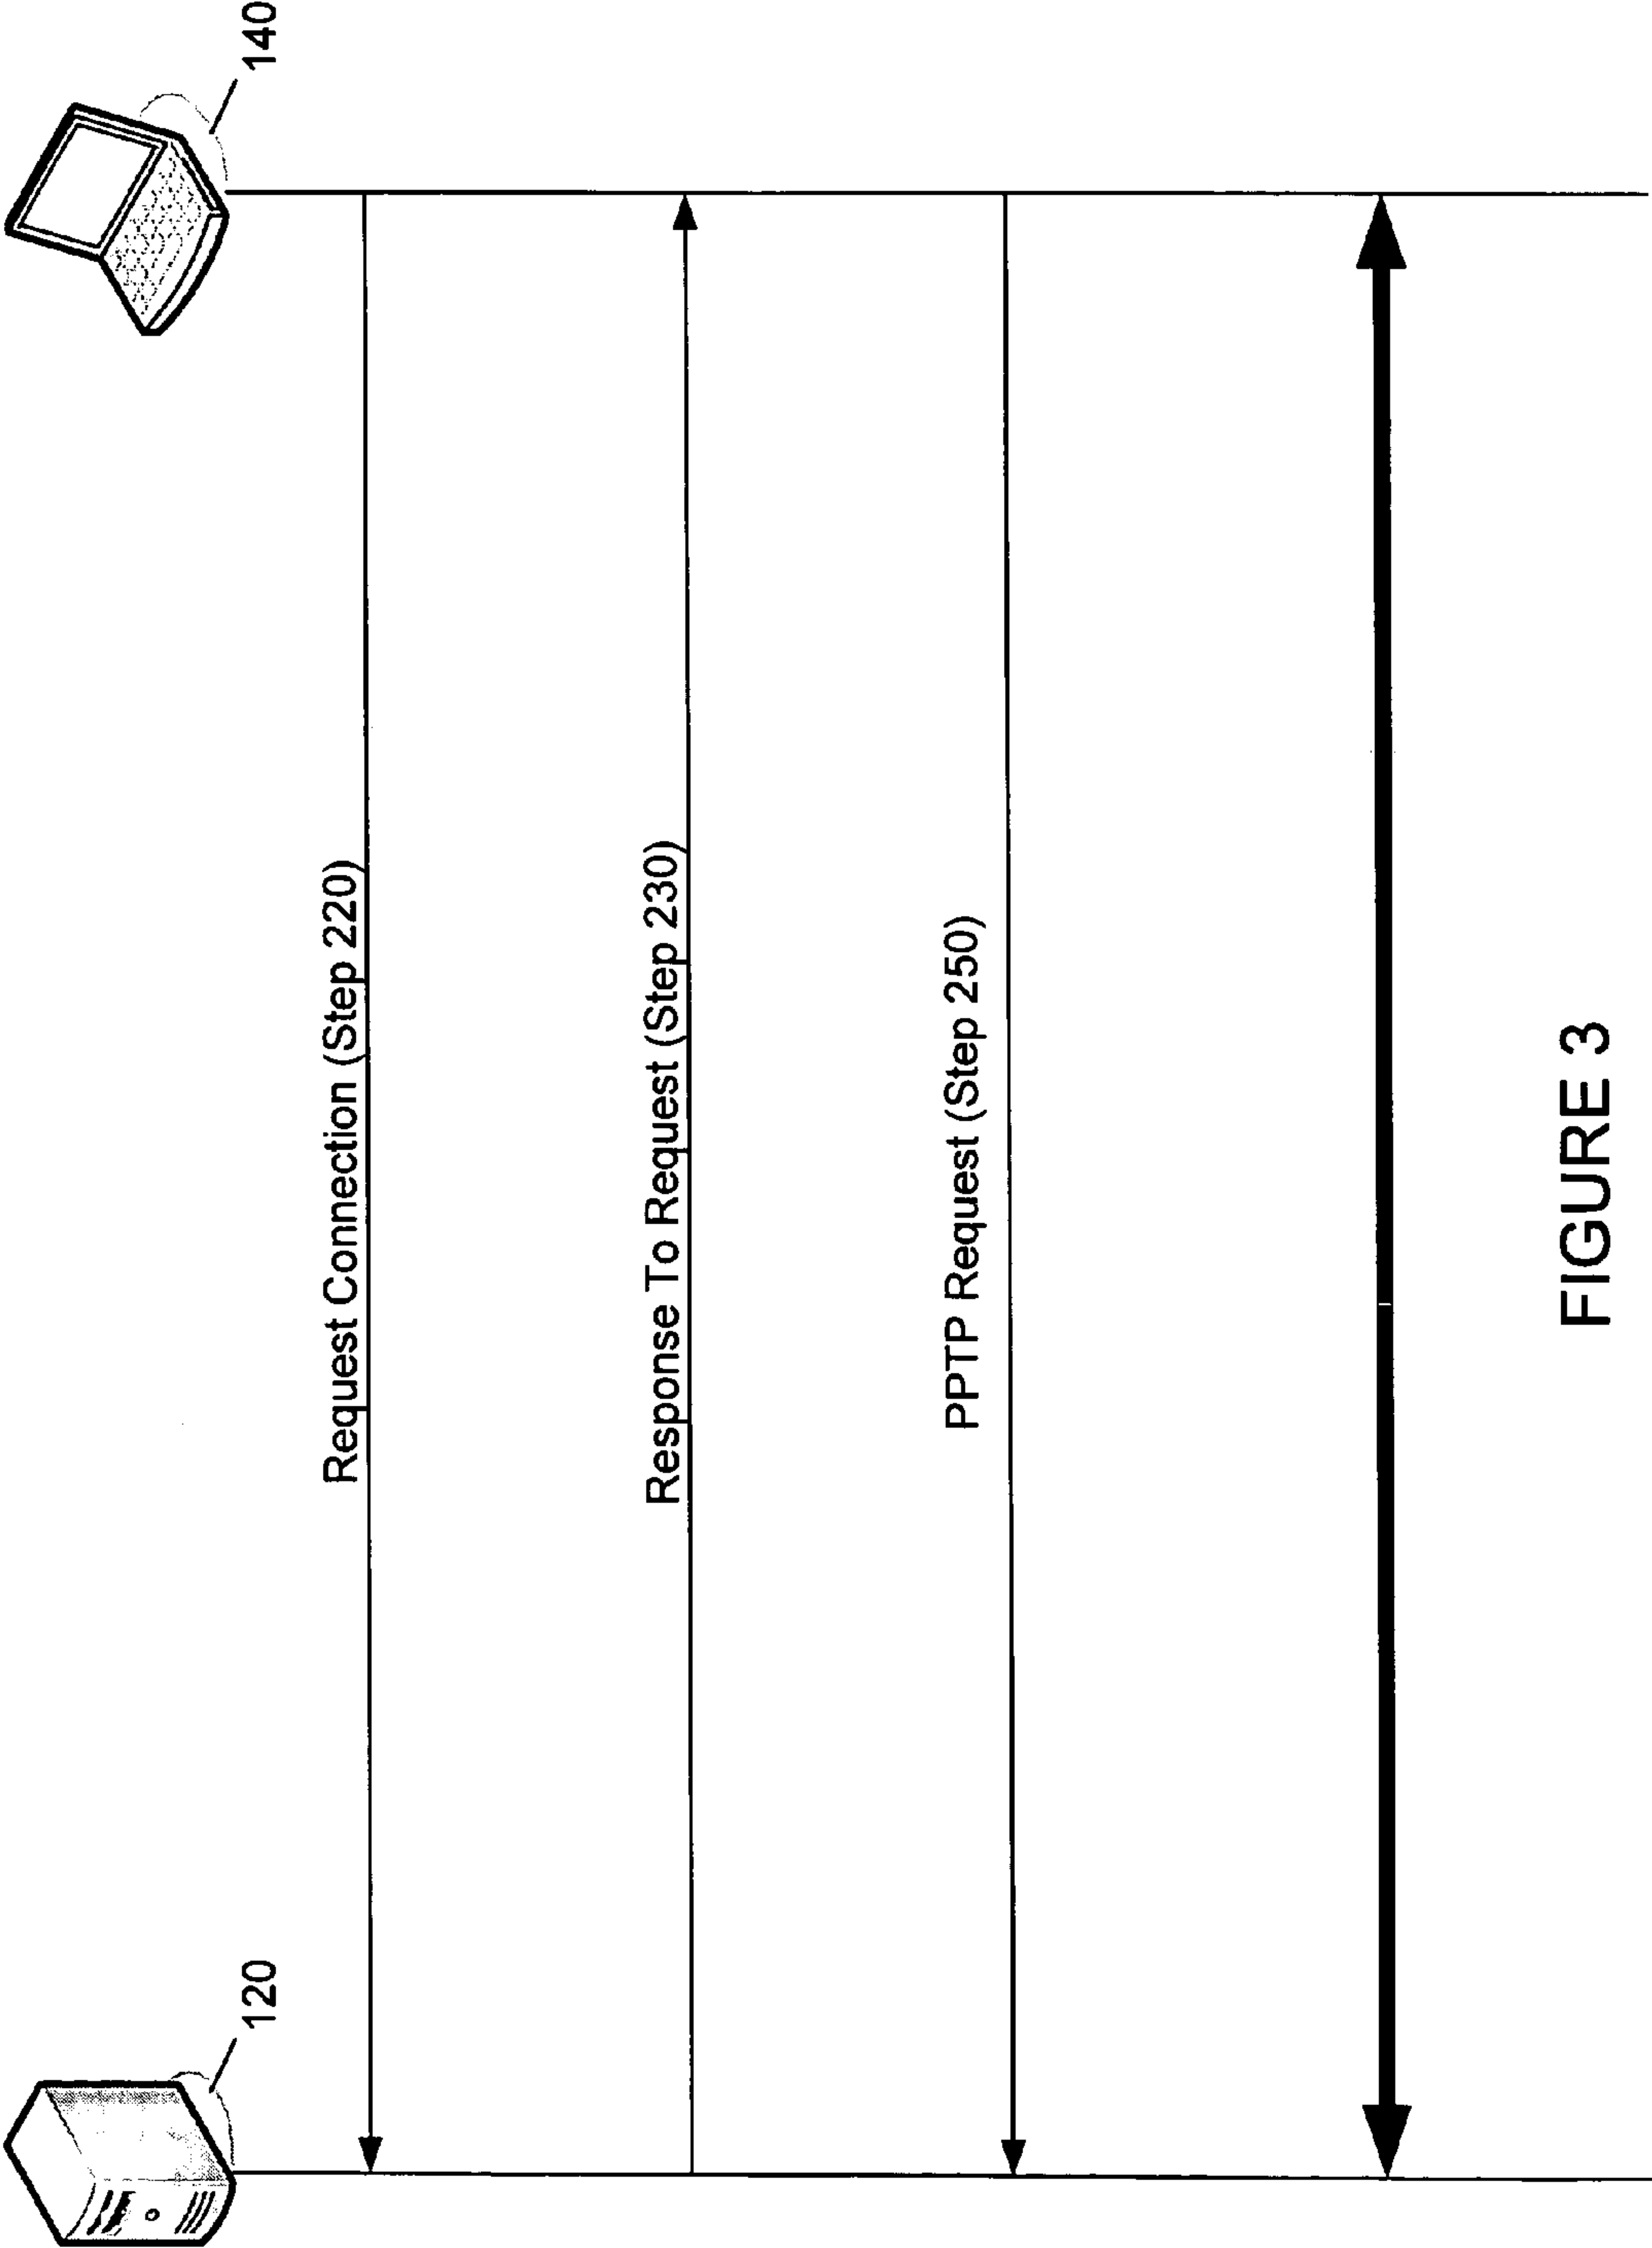 120
140
Request Connection (Step 220)
Response To Request (Step 230)
PPTP Request (Step 250)
FIGURE 3